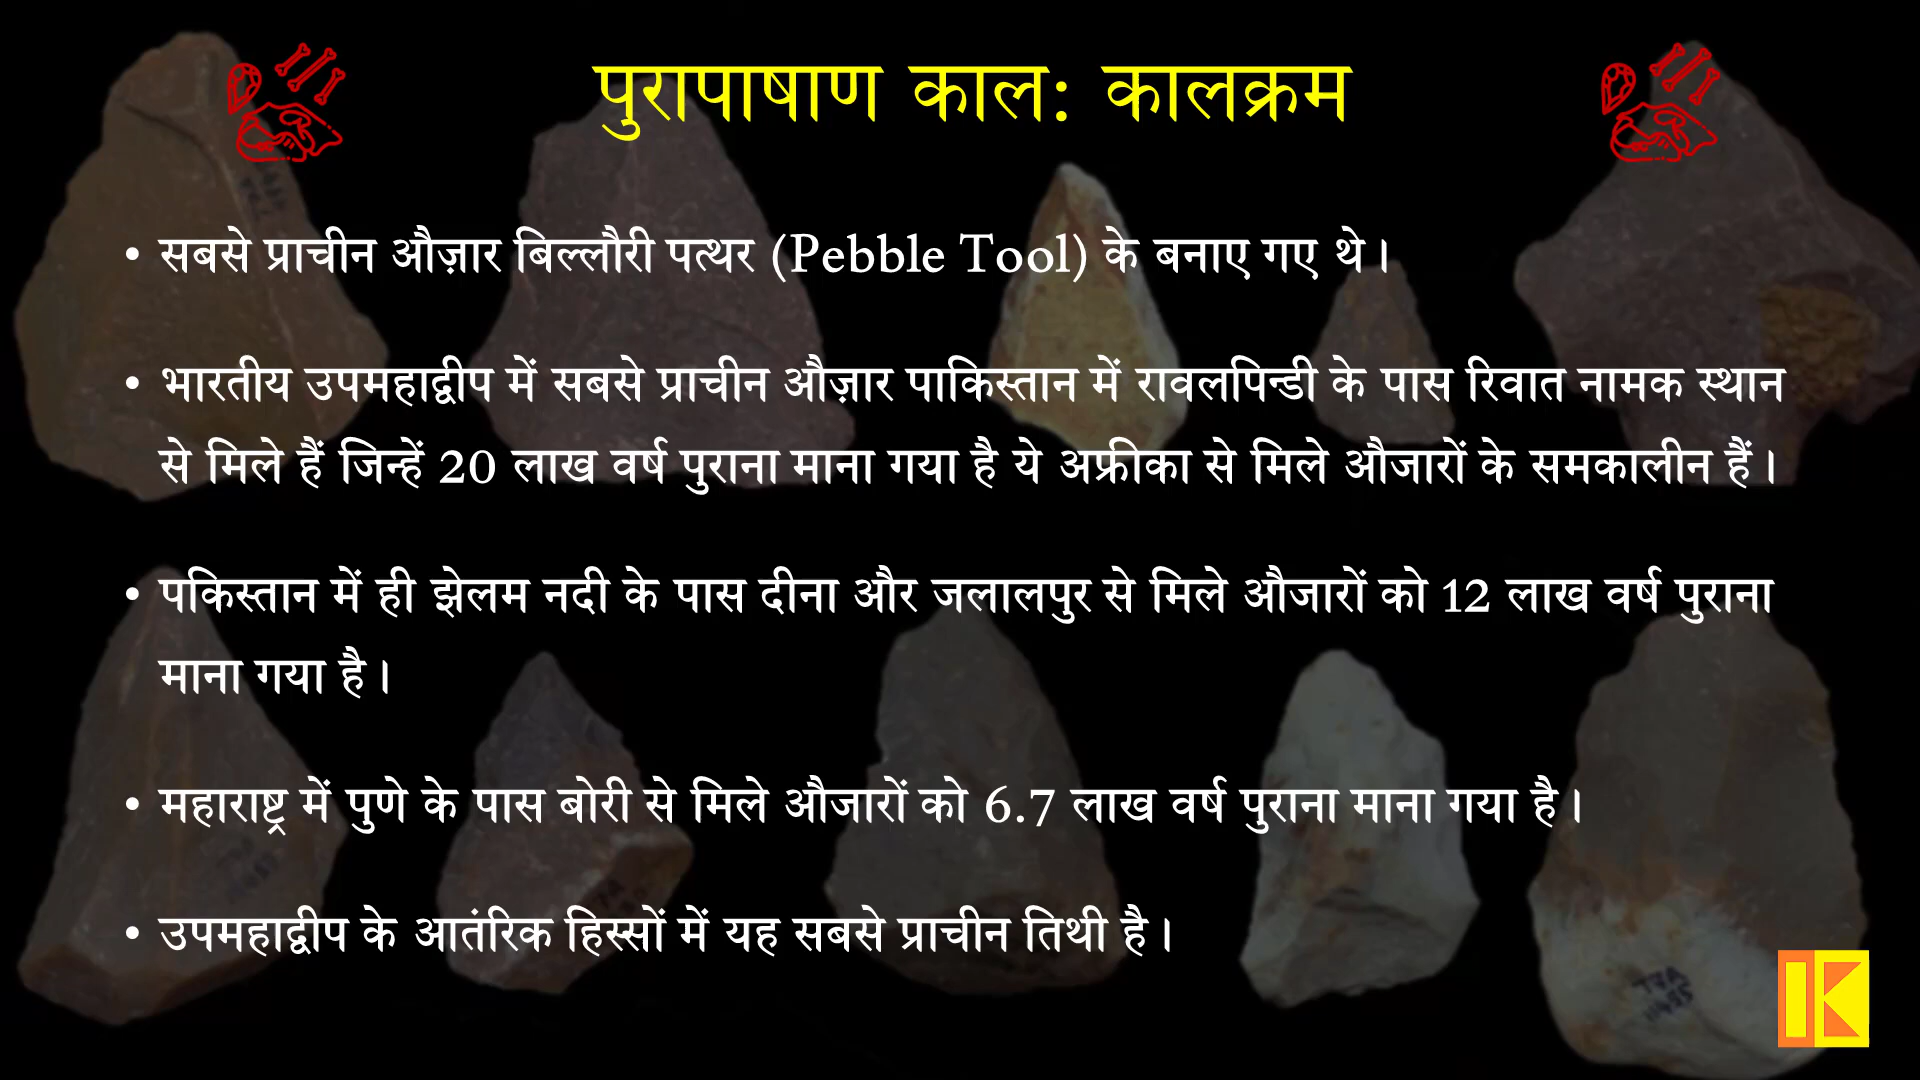 पुरापाषाण काल: कालक्रम
• सबसे प्राचीन औज़ार बिल्लौरी पत्थर (Pebble Tool) के बनाए गए थे।
• भारतीय उपमहाद्वीप में सबसे प्राचीन औज़ार पाकिस्तान में रावलपिन्डी के पास रिवात नामक स्थान
से मिले हैं जिन्हें 20 लाख वर्ष पुराना माना गया है ये अफ्रीका से मिले औजारों के समकालीन हैं।
• पकिस्तान में ही झेलम नदी के पास दीना और जलालपुर से मिले औजारों को 12 लाख वर्ष पुराना
माना गया है।
• महाराष्ट्र में पुणे के पास बोरी से मिले औजारों को 6.7 लाख वर्ष पुराना माना गया है।
• उपमहाद्वीप के आतंरिक हिस्सों में यह सबसे प्राचीन तिथी है।
IK